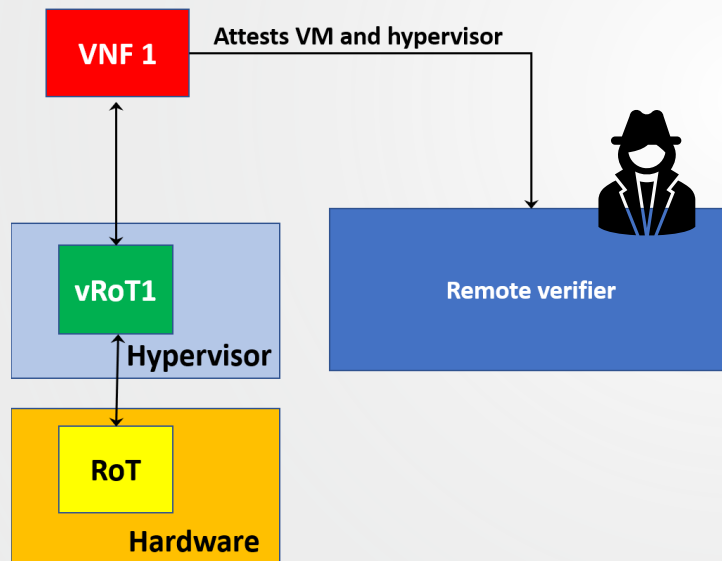 VNF 1
Attests VM and hypervisor
vRoT1
Hypervisor
Remote verifier
RoT
Hardware